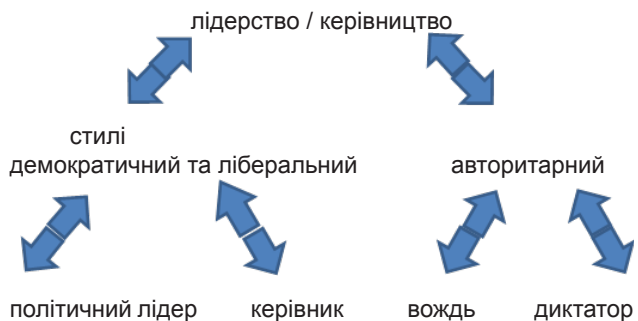 лідерство / керівництво
стилі
демократичний та ліберальний авторитарний
політичний лідер керівник вождь диктатор